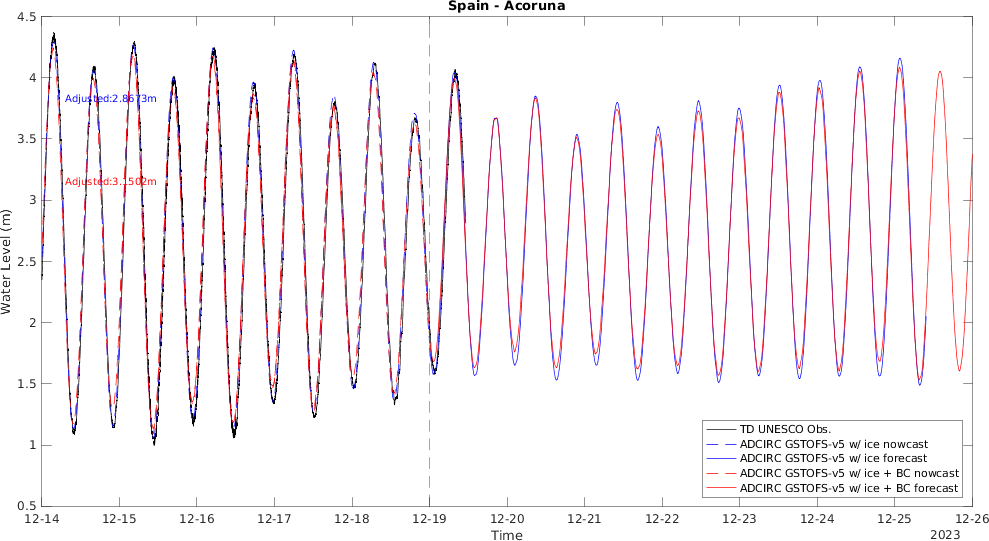 Spain - Acoruna
4.5
4
3.5
3
2.5
2
1.5
1
0.5
Water Level (m)
Adjusted:2.8673m
Adjusted:3.1502m
TD UNESCO Obs.
ADCIRC GSTOFS-v5 w/ ice nowcast
ADCIRC GSTOFS-v5 w/ ice forecast
ADCIRC GSTOFS-v5 w/ ice + BC nowcast
ADCIRC GSTOFS-v5 w/ ice + BC forecast
12-14 12-15 12-16 12-17 12-18 12-19 12-20 12-21 12-22 12-23 12-24 12-25 12-26
Time
2023